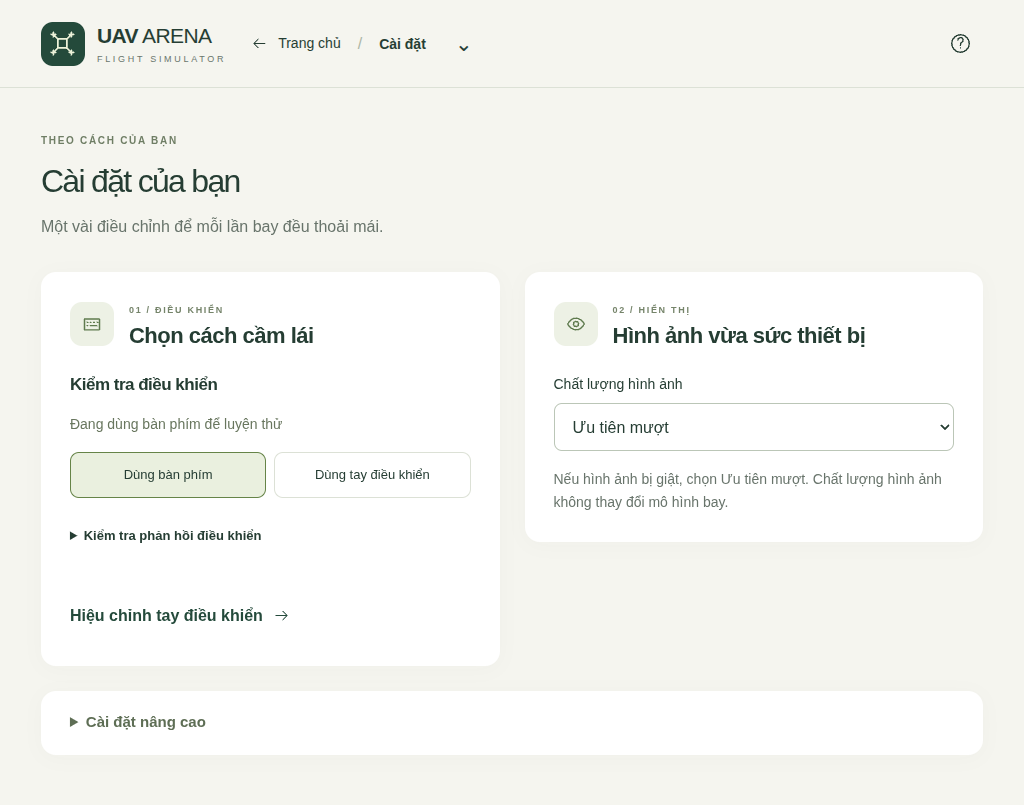 UAV ARENA
FLIGHT SIMULATOR
← Trang chủ / Cài đặt
THEO CÁCH CỦA BẠN
Cài đặt của bạn
Một vài điều chỉnh để mỗi lần bay đều thoải mái.
01 / ĐIỀU KHIỂN
Chọn cách cầm lái
Kiểm tra điều khiển
Đang dùng bàn phím để luyện thử
Dùng bàn phím
Dùng tay điều khiển
Kiểm tra phản hồi điều khiển
Hiệu chỉnh tay điều khiển →
02 / HIỂN THỊ
Hình ảnh vừa sức thiết bị
Chất lượng hình ảnh
Ưu tiên mượt
Nếu hình ảnh bị giật, chọn Ưu tiên mượt. Chất lượng hình ảnh
không thay đổi mô hình bay.
Cài đặt nâng cao